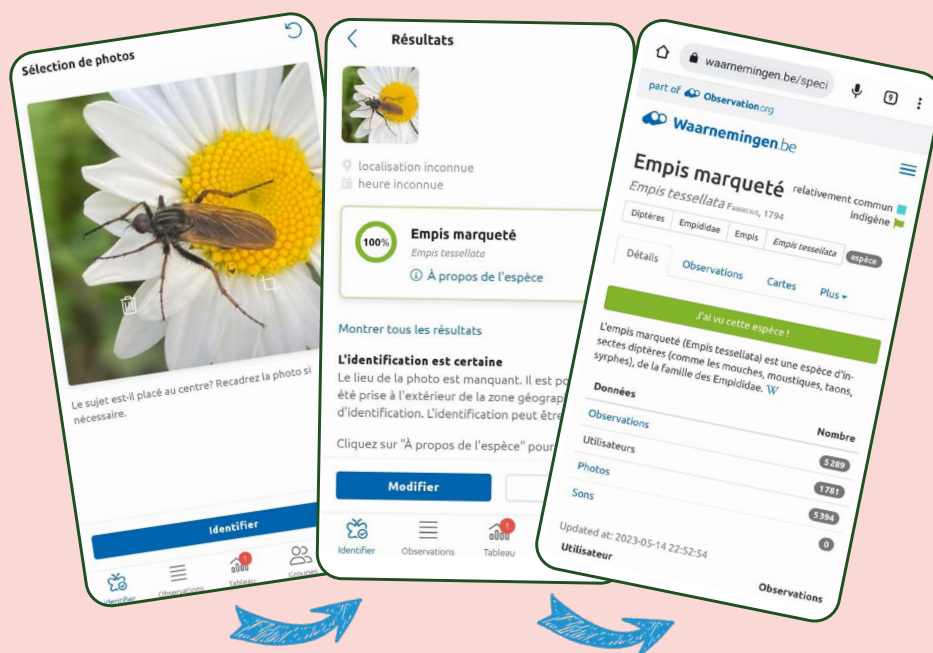 Sélection de photos
Le sujet est-il placé au centre? Recadrez la photo si
nécessaire.
Identifier
Identifier
Observations
Tableau
1
Groupes
Résultats
localisation inconnue
heure inconnue
100%
Empis marqueté
Empis tessellata
À propos de l'espèce
Montrer tous les résultats
L'identification est certaine
Le lieu de la photo est manquant. Il est po
été prise à l'extérieur de la zone géograp
d'identification. L'identification peut être
Cliquez sur "À propos de l'espèce" pour
Modifier
Identifier
Observations
Tableau
1
waarnemingen.be/speci
9
part of Observation.org
Waarnemingen.be
Empis marqueté
relativement commun
indigène
Empis tessellata Fabricius, 1794
Diptères
Empididae
Empis
Empis tessellata
espèce
Détails
Observations
Cartes
Plus
J'ai vu cette espèce !
L'empis marqueté (Empis tessellata) est une espèce d'in-
sectes diptères (comme les mouches, moustiques, taons,
syrphes), de la famille des Empididae. W
Données
Nombre
Observations
5289
Utilisateurs
1781
Photos
5394
Sons
0
Updated at: 2023-05-14 22:52:54
Utilisateur
Observations